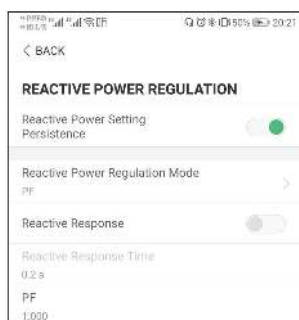 50% 20:21
< BACK
REACTIVE POWER REGULATION
Reactive Power Setting
Persistence
Reactive Power Regulation Mode
PF
Reactive Response
Reactive Response Time
0.2 s
PF
1.000